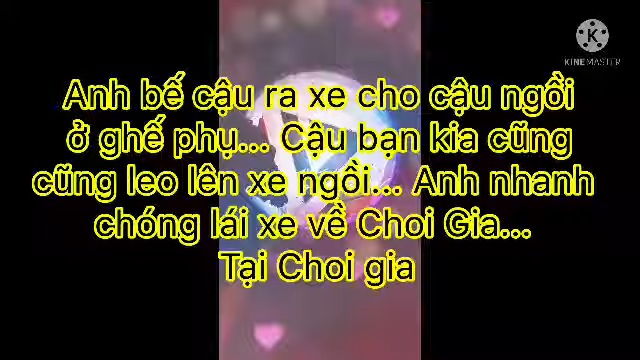 KINEMASTER
Anh bế cậu ra xe cho cậu ngồi
ở ghế phụ... Cậu bạn kia cũng
cũng leo lên xe ngồi... Anh nhanh
chóng lái xe về Choi Gia...
Tại Choi gia